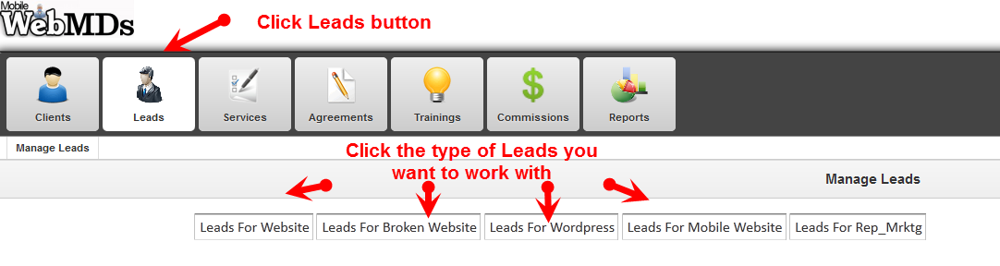 Mobile
WebMDs
Click Leads button
Clients Leads Services Agreements Trainings Commissions Reports
Manage Leads
Click the type of Leads you
want to work with
Manage Leads
Leads For Website Leads For Broken Website Leads For Wordpress Leads For Mobile Website Leads For Rep_Mrktg